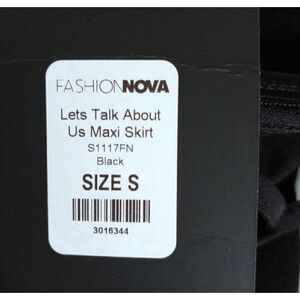 FASHIONNOVA
Lets Talk About
Us Maxi Skirt
S1117FN
Black
SIZE S
3016344